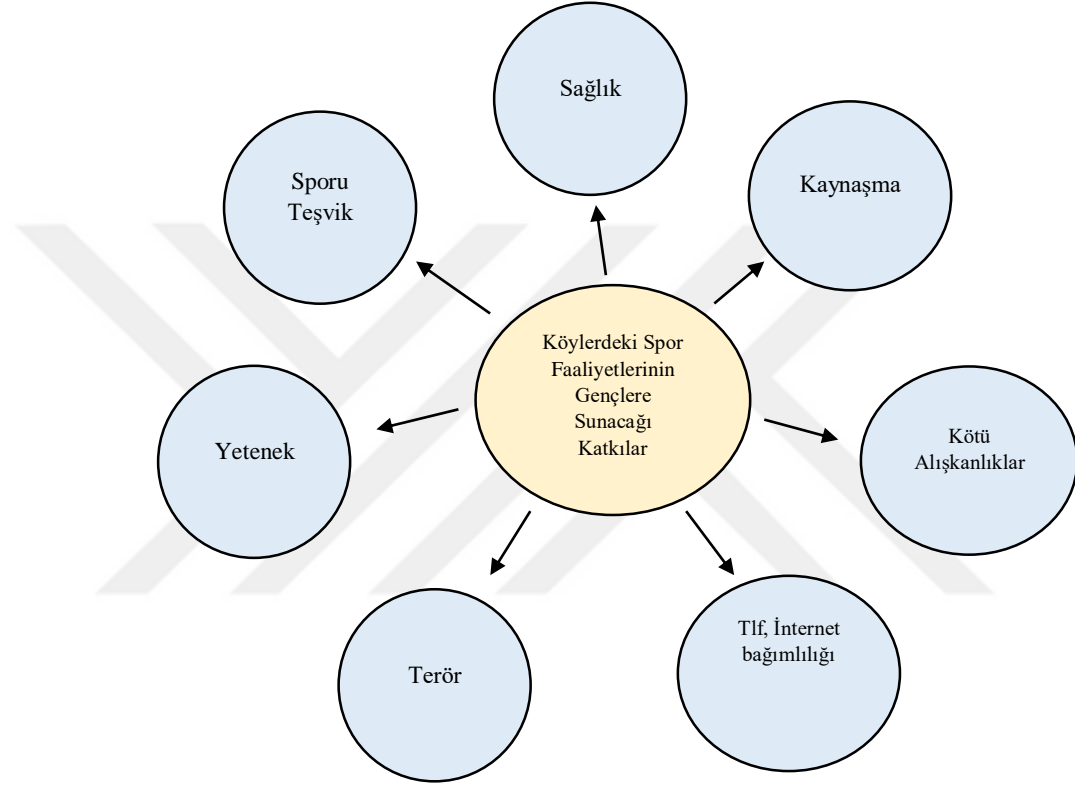 Sağlık
Sporu
Teşvik
Kaynaşma
Köylerdeki Spor
Faaliyetlerinin
Gençlere
Sunacağı
Katkılar
Yetenek
Kötü
Alışkanlıklar
Terör
Tlf, İnternet
bağımlılığı